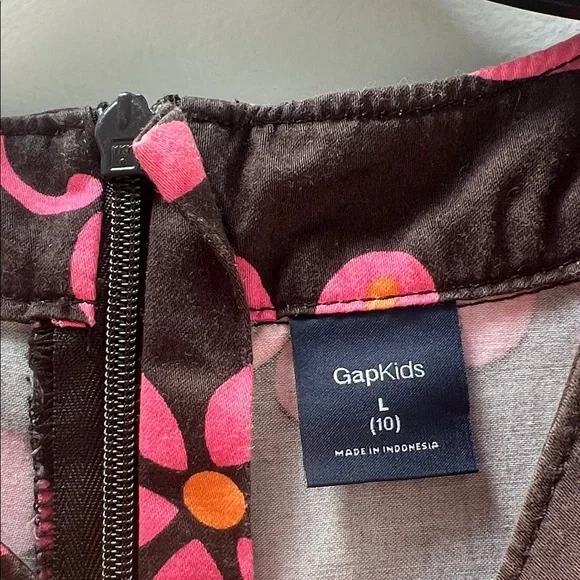 GapKids
L
(10)
MADE IN INDONESIA